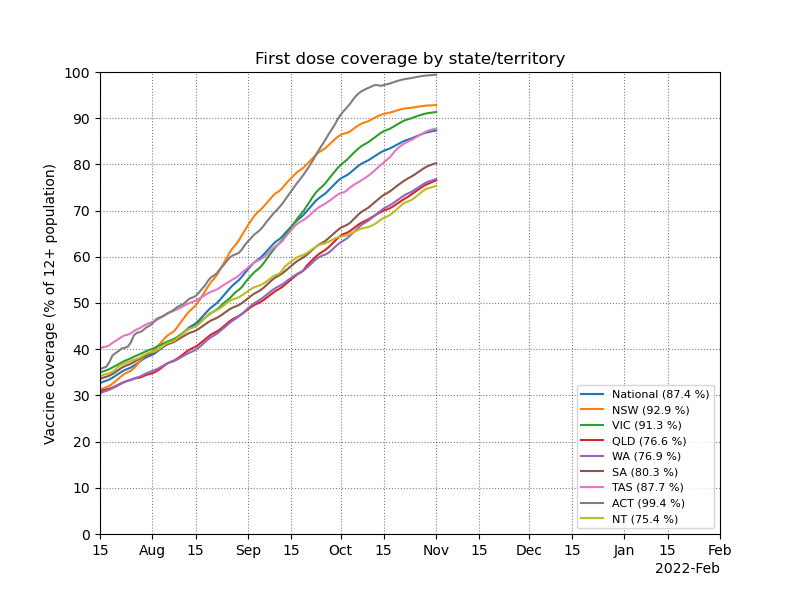 First dose coverage by state/territory
Vaccine coverage (% of 12+ population)
100
90
80
70
60
50
40
30
20
10
0
National (87.4 %)
NSW (92.9 %)
VIC (91.3 %)
QLD (76.6 %)
WA (76.9 %)
SA (80.3 %)
TAS (87.7 %)
ACT (99.4 %)
NT (75.4 %)
15 Aug 15 Sep 15 Oct 15 Nov 15 Dec 15 Jan 15 Feb
2022-Feb